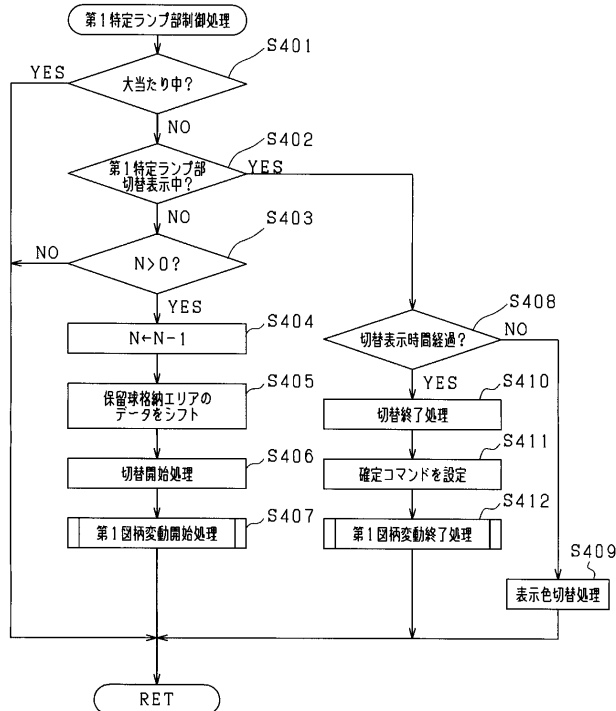 第1特定ランプ部制御処理
S401
YES
大当たり中?
NO
S402
第1特定ランプ部
切替表示中?
YES
NO
S403
NO
N>0?
YES
S404
N←N-1
S405
保留球格納エリアの
データをシフト
S406
切替開始処理
S407
第1図柄変動開始処理
S408
切替表示時間経過?
NO
YES
S410
切替終了処理
S411
確定コマンドを設定
S412
第1図柄変動終了処理
S409
表示色切替処理
RET